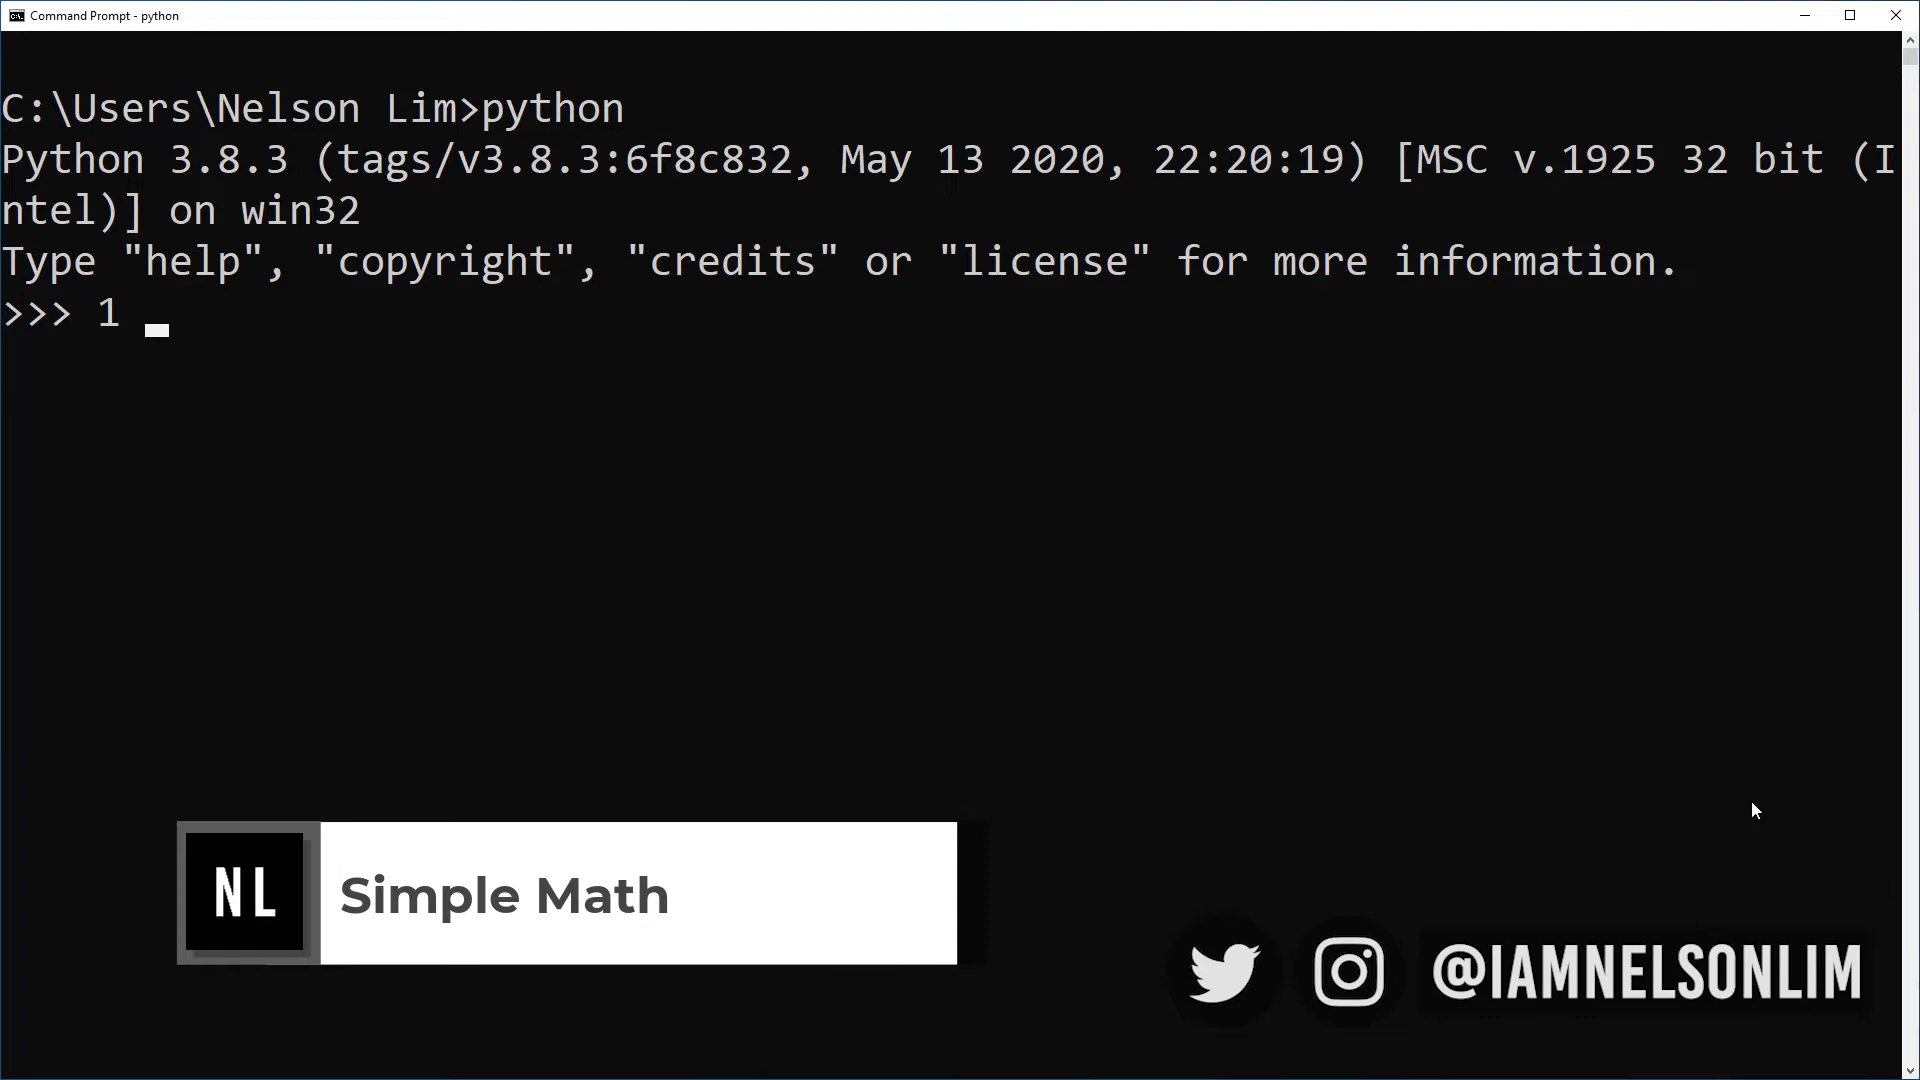 Command Prompt - python
C:\Users\Nelson Lim>python
Python 3.8.3 (tags/v3.8.3:6f8c832, May 13 2020, 22:20:19) [MSC v.1925 32 bit (I
ntel)] on win32
Type "help", "copyright", "credits" or "license" for more information.
>>> 1
NL
Simple Math
@IAMNELSONLIM